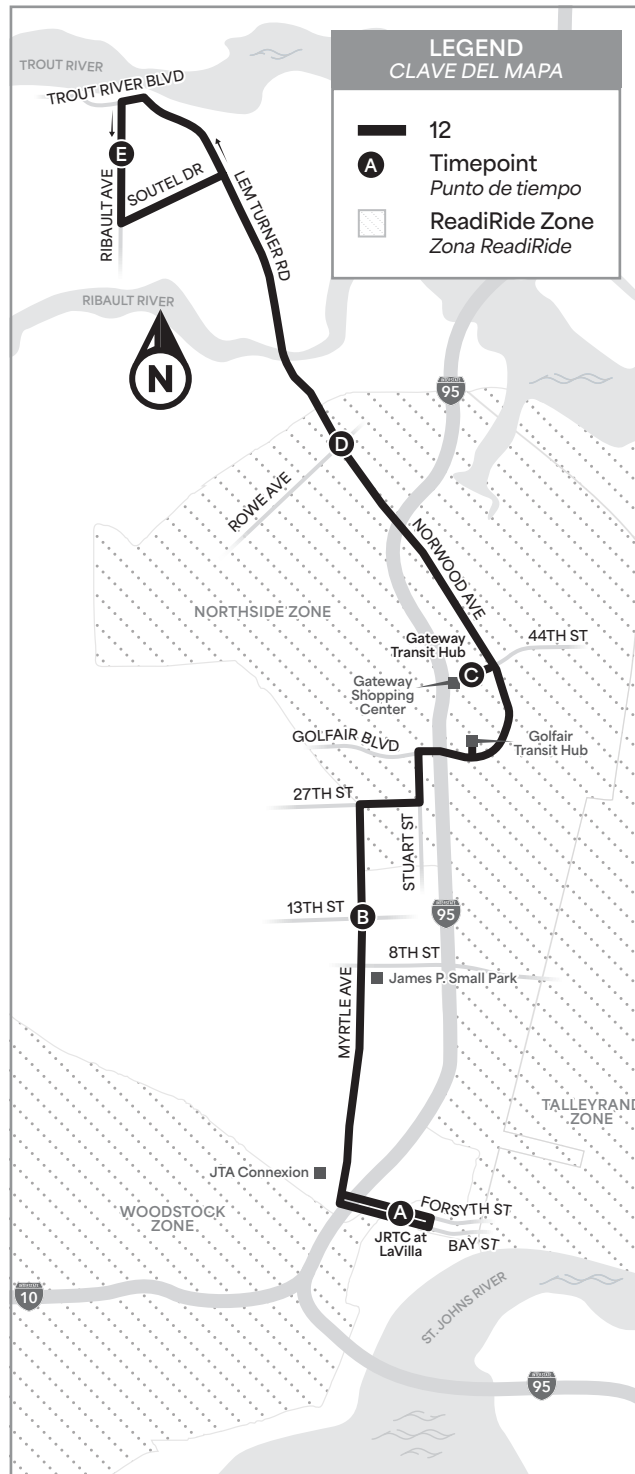 LEGEND
CLAVE DEL MAPA
12
A
Timepoint
Punto de tiempo
ReadiRide Zone
Zona ReadiRide
TROUT RIVER
TROUT RIVER BLVD
E
SOUTEL DR
RIBAULT AVE
LEM TURNER RD
RIBAULT RIVER
N
95
D
ROWE AVE
NORWOOD AVE
NORTHSIDE ZONE
Gateway
Transit Hub
44TH ST
C
Gateway
Shopping
Center
GOLFAIR BLVD
Golfair
Transit Hub
27TH ST
STUART ST
13TH ST
B
95
8TH ST
James P. Small Park
MYRTLE AVE
TALLEYRAND
ZONE
JTA Connexion
WOODSTOCK
ZONE
A
FORSYTH ST
JRTC at
LaVilla
BAY ST
10
ST. JOHNS RIVER
95